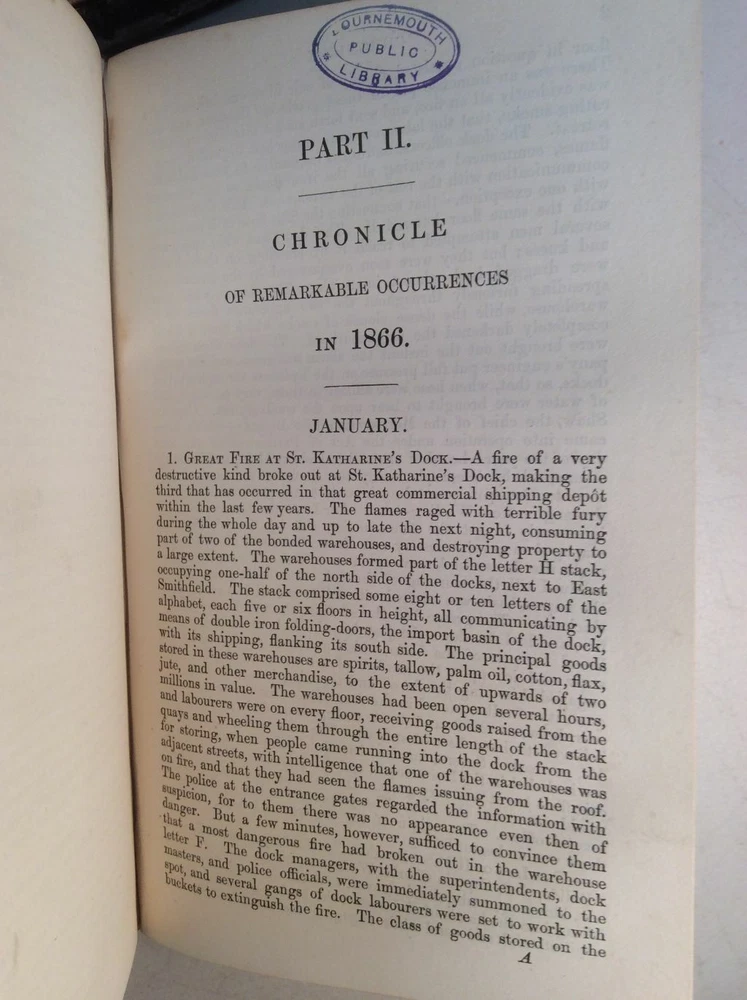 BOURNEMOUTH
PUBLIC
LIBRARY
PART II.
CHRONICLE
OF REMARKABLE OCCURRENCES
IN 1866.
JANUARY.
1. GREAT FIRE AT ST. KATHARINE'S DOCK.—A fire of a very
destructive kind broke out at St. Katharine's Dock, making the
third that has occurred in that great commercial shipping depôt
within the last few years. The flames raged with terrible fury
during the whole day and up to late the next night, consuming
part of two of the bonded warehouses, and destroying property to
a large extent. The warehouses formed part of the letter H stack,
occupying one-half of the north side of the docks, next to East
Smithfield. The stack comprised some eight or ten letters of the
alphabet, each five or six floors in height, all communicating by
means of double iron folding-doors, the import basin of the dock,
with its shipping, flanking its south side. The principal goods
stored in these warehouses are spirits, tallow, palm oil, cotton, flax,
jute, and other merchandise, to the extent of upwards of two
millions in value. The warehouses had been open several hours,
and labourers were on every floor, receiving goods raised from the
quays and wheeling them through the entire length of the stack
for storing, when people came running into the dock from the
adjacent streets, with intelligence that one of the warehouses was
on fire, and that they had seen the flames issuing from the roof.
The police at the entrance gates regarded the information with
suspicion, for to them there was no appearance even then of
danger. But a few minutes, however, sufficed to convince them
that a most dangerous fire had broken out in the warehouse
letter F. The dock managers, with the superintendents, dock
masters, and police officials, were immediately summoned to the
spot, and several gangs of dock labourers were set to work with
buckets to extinguish the fire. The class of goods stored on the
A